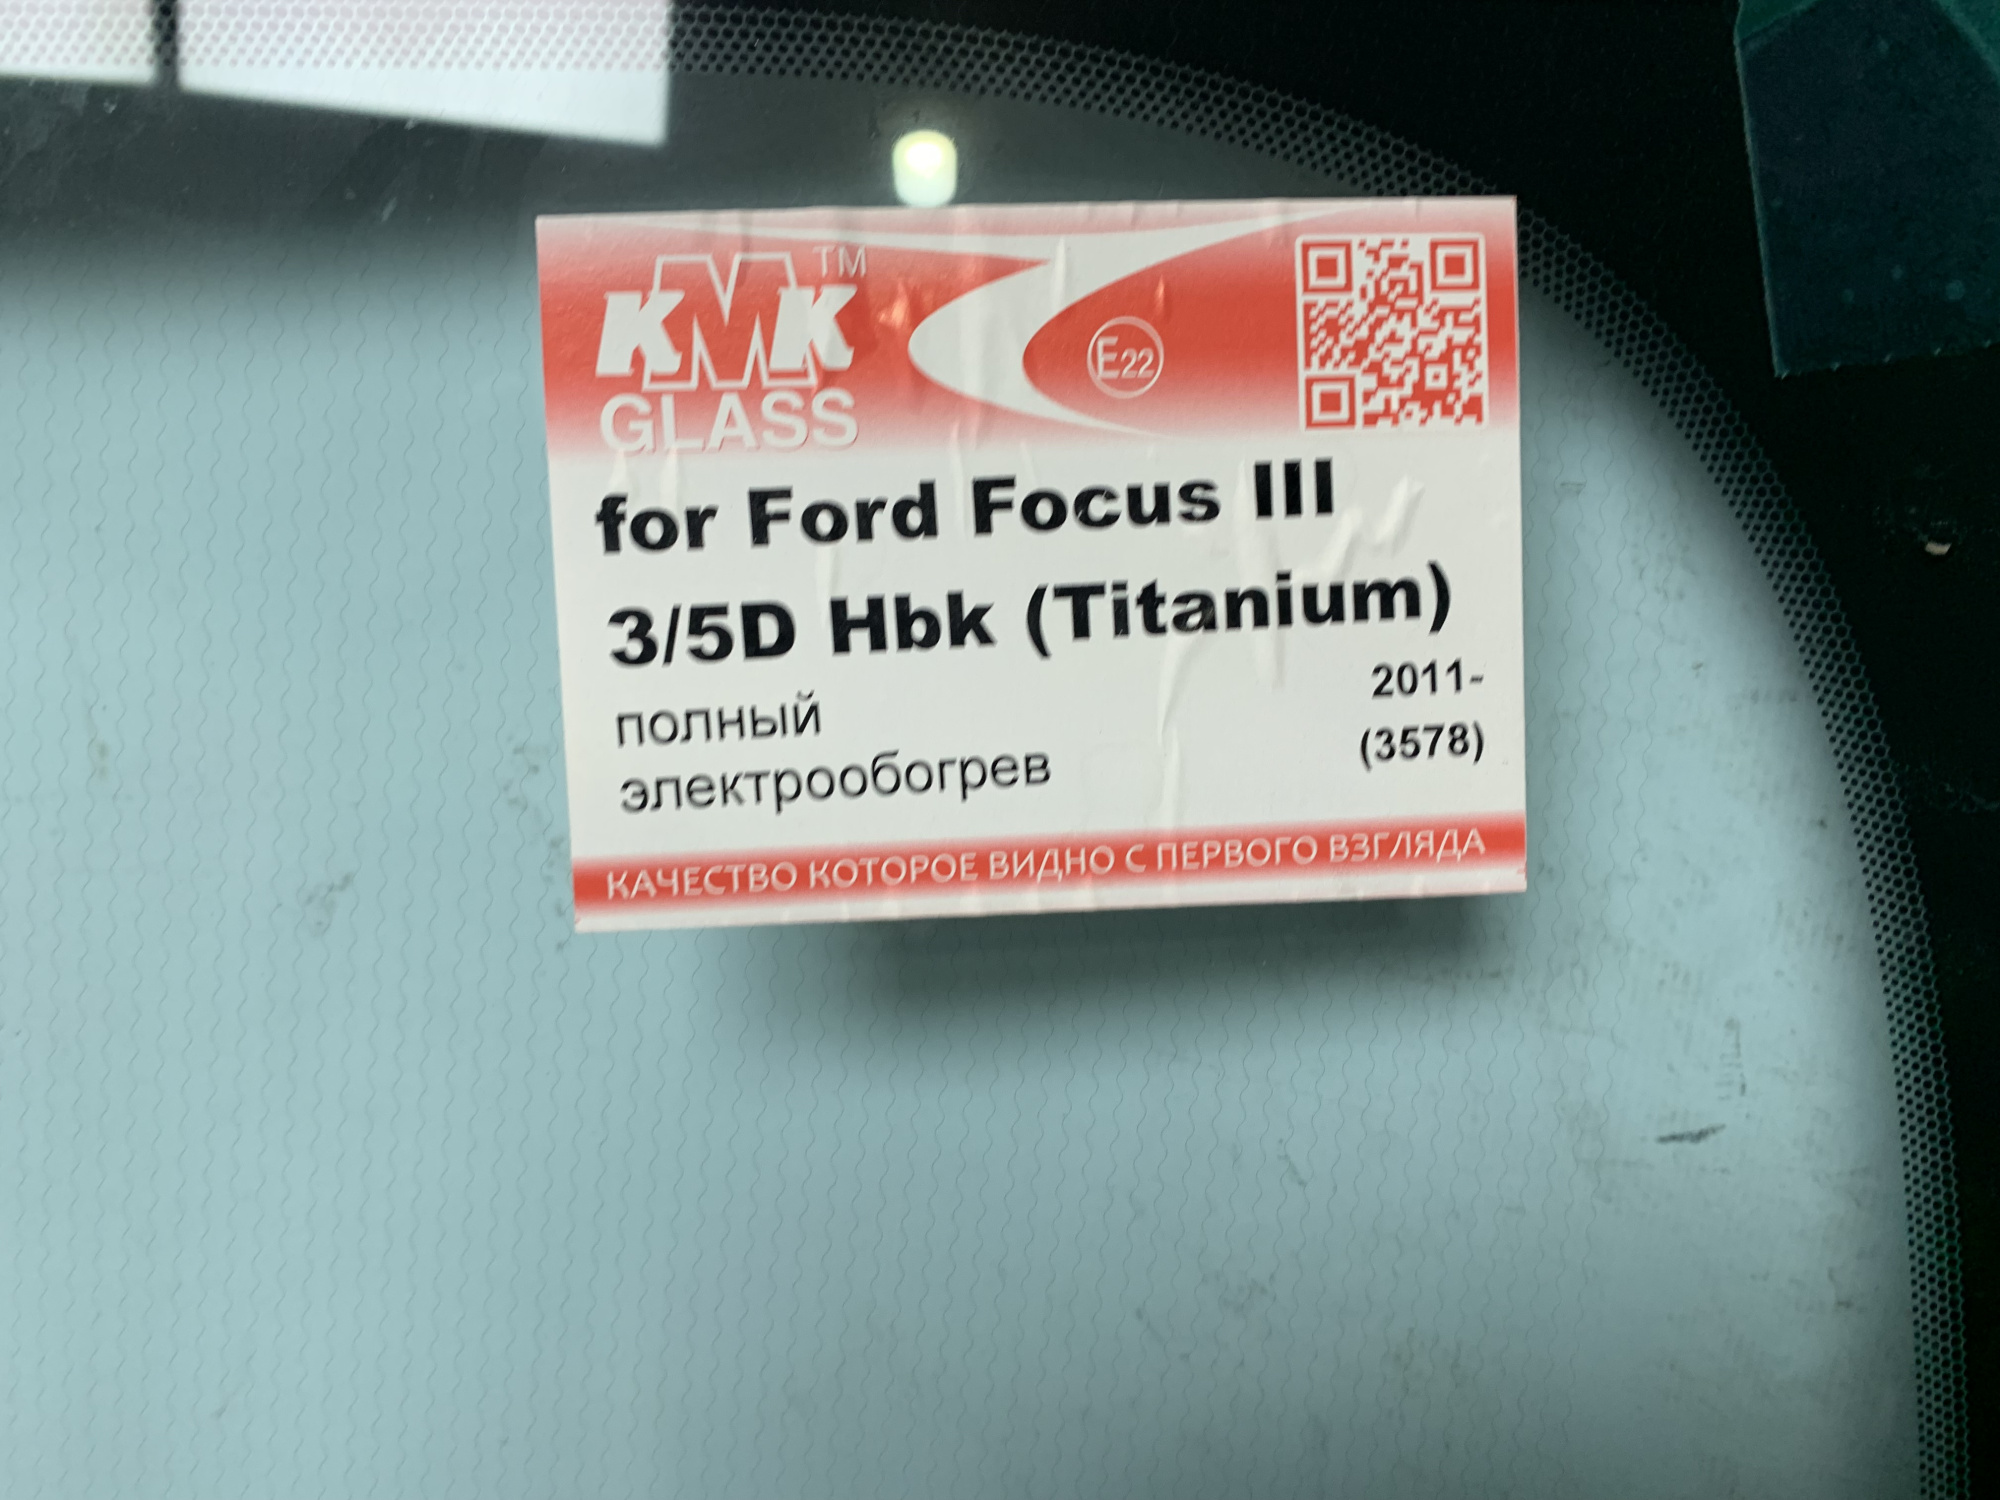 KMK™
GLASS
E22
for Ford Focus III
3/5D Hbk (Titanium)
полный
электрообогрев
2011-
(3578)
КАЧЕСТВО КОТОРОЕ ВИДНО С ПЕРВОГО ВЗГЛЯДА